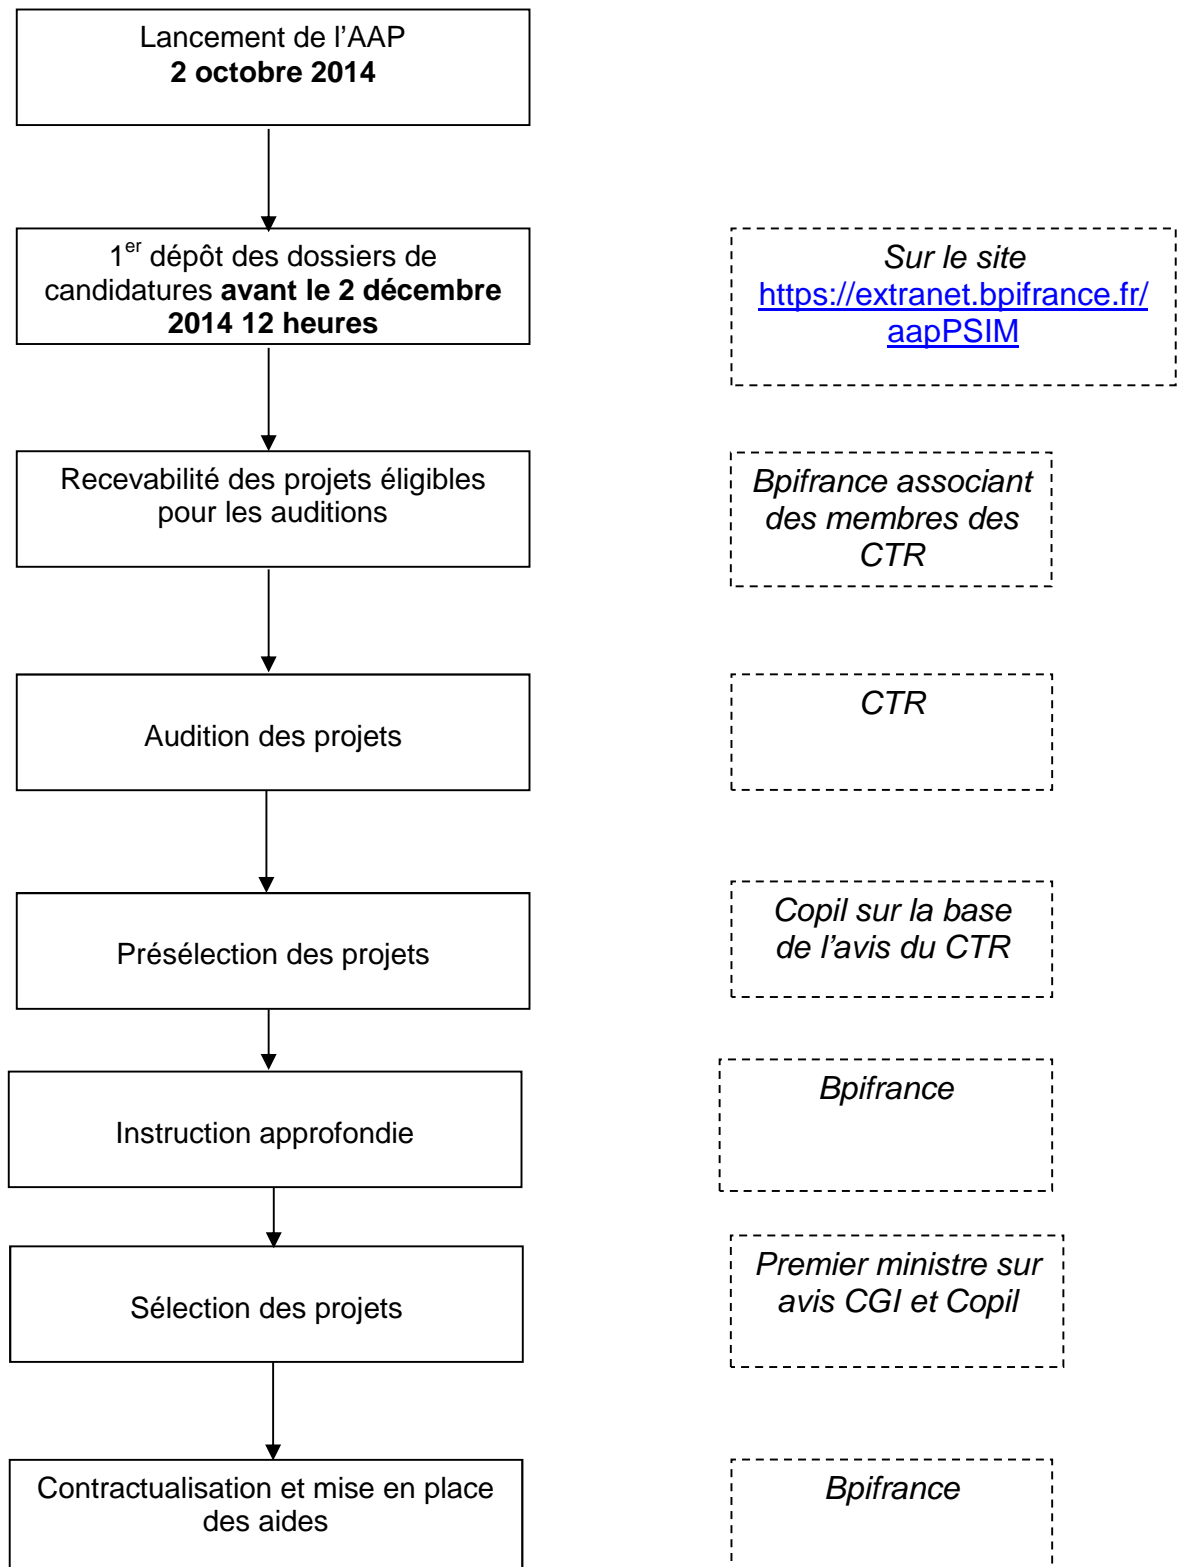 Lancement de l’AAP
2 octobre 2014
1er dépôt des dossiers de
candidatures avant le 2 décembre
2014 12 heures
Sur le site
https://extranet.bpifrance.fr/
aapPSIM
Recevabilité des projets éligibles
pour les auditions
Bpifrance associant
des membres des
CTR
Audition des projets
CTR
Présélection des projets
Copil sur la base
de l’avis du CTR
Instruction approfondie
Bpifrance
Sélection des projets
Premier ministre sur
avis CGI et Copil
Contractualisation et mise en place
des aides
Bpifrance